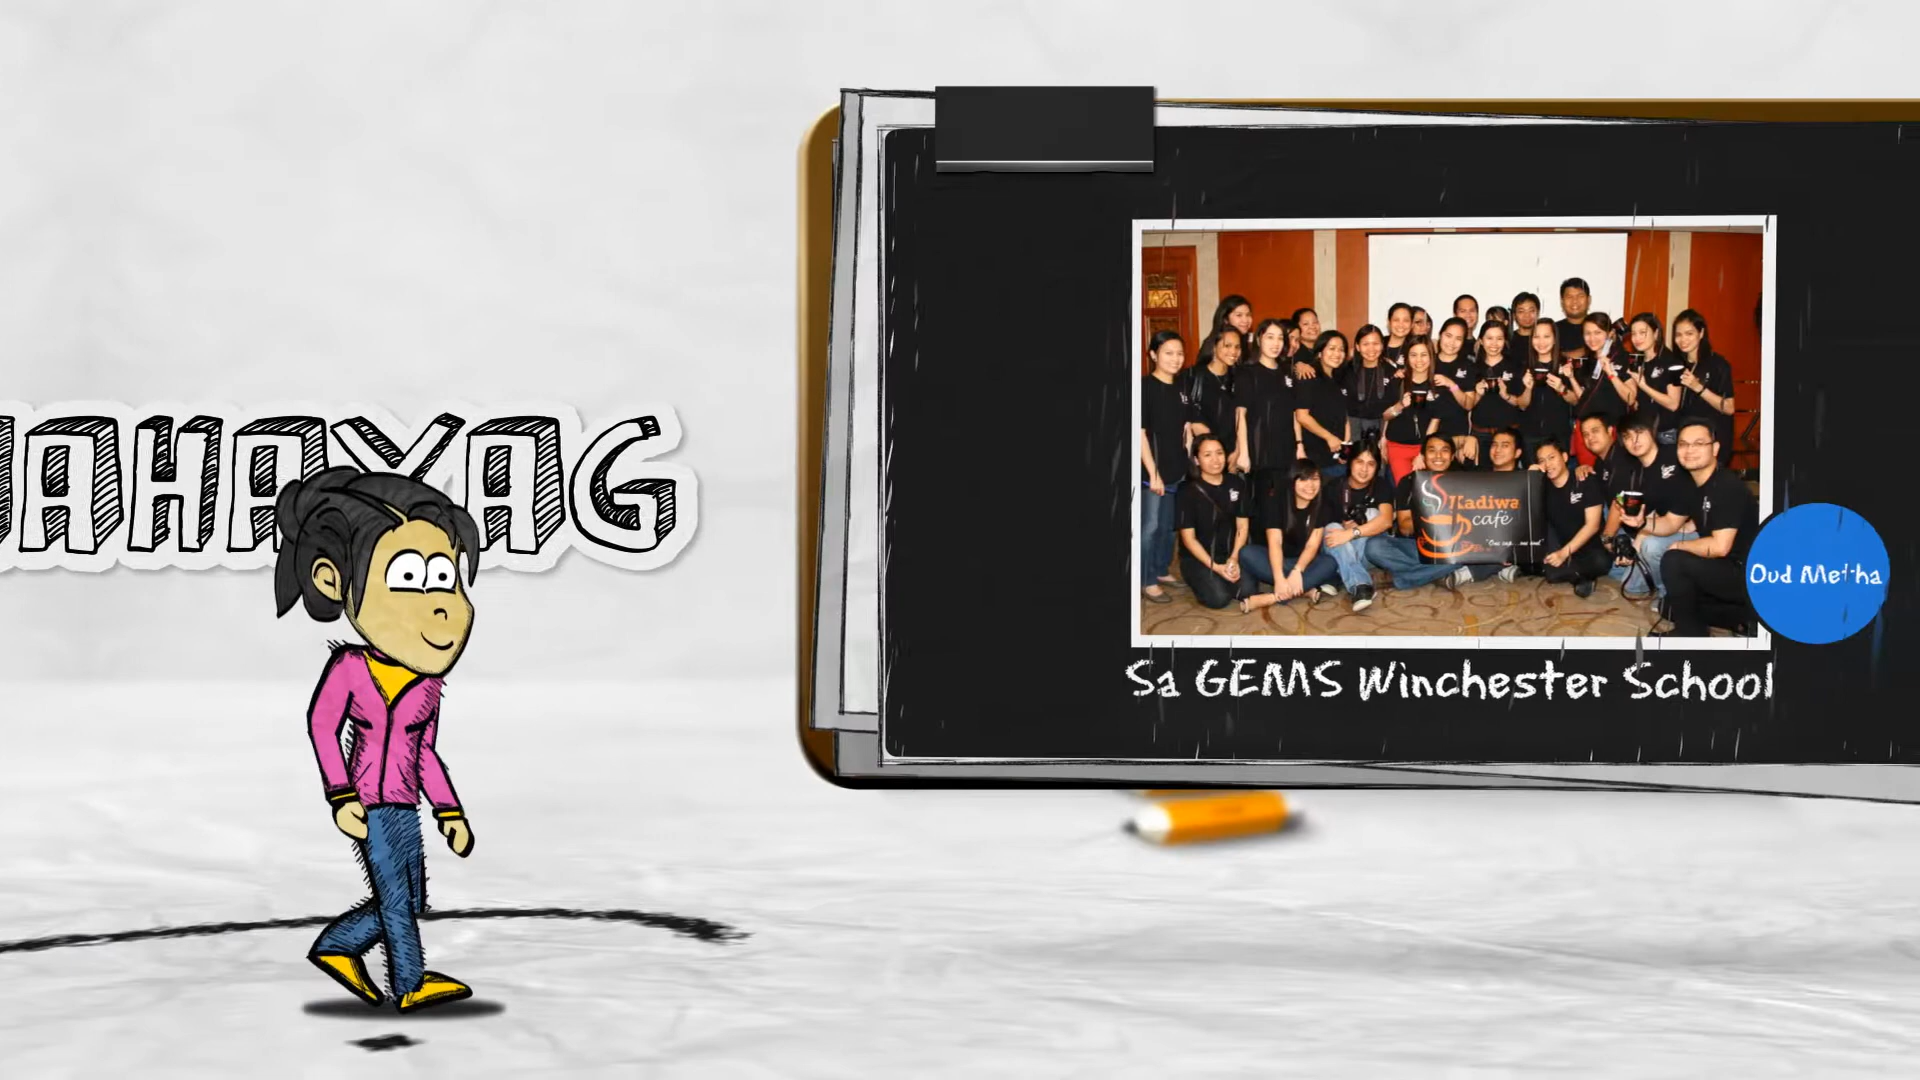 AHAYAG
Kadiwa
café
Oud Metha
Sa GEMS Winchester School